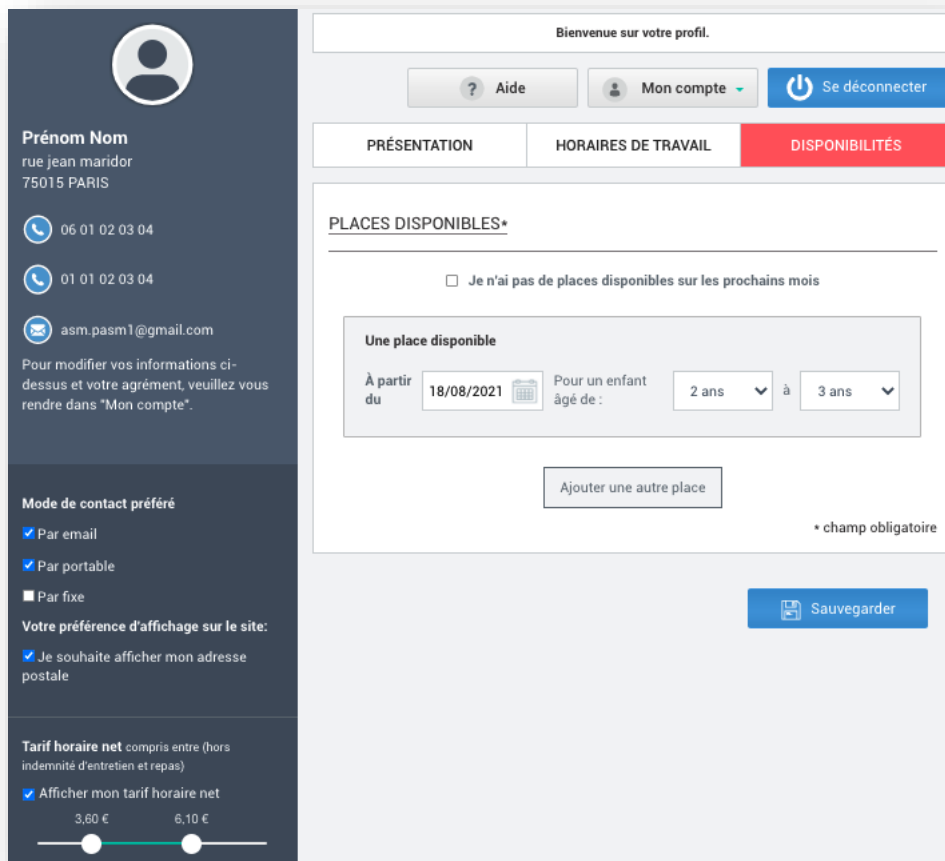 Prénom Nom
rue jean maridor
75015 PARIS
06 01 02 03 04
01 01 02 03 04
asm.pasm1@gmail.com
Pour modifier vos informations ci-
dessus et votre agrément, veuillez vous
rendre dans "Mon compte".
Mode de contact préféré
Par email
Par portable
Par fixe
Votre préférence d'affichage sur le site:
Je souhaite afficher mon adresse
postale
Tarif horaire net compris entre (hors
indemnité d'entretien et repas)
Afficher mon tarif horaire net
3,60 € 6,10 €
Bienvenue sur votre profil.
? Aide Mon compte Se déconnecter
PRÉSENTATION HORAIRES DE TRAVAIL DISPONIBILITÉS
PLACES DISPONIBLES*
Je n'ai pas de places disponibles sur les prochains mois
Une place disponible
À partir
du
18/08/2021
Pour un enfant
âgé de :
2 ans à 3 ans
Ajouter une autre place
* champ obligatoire
Sauvegarder